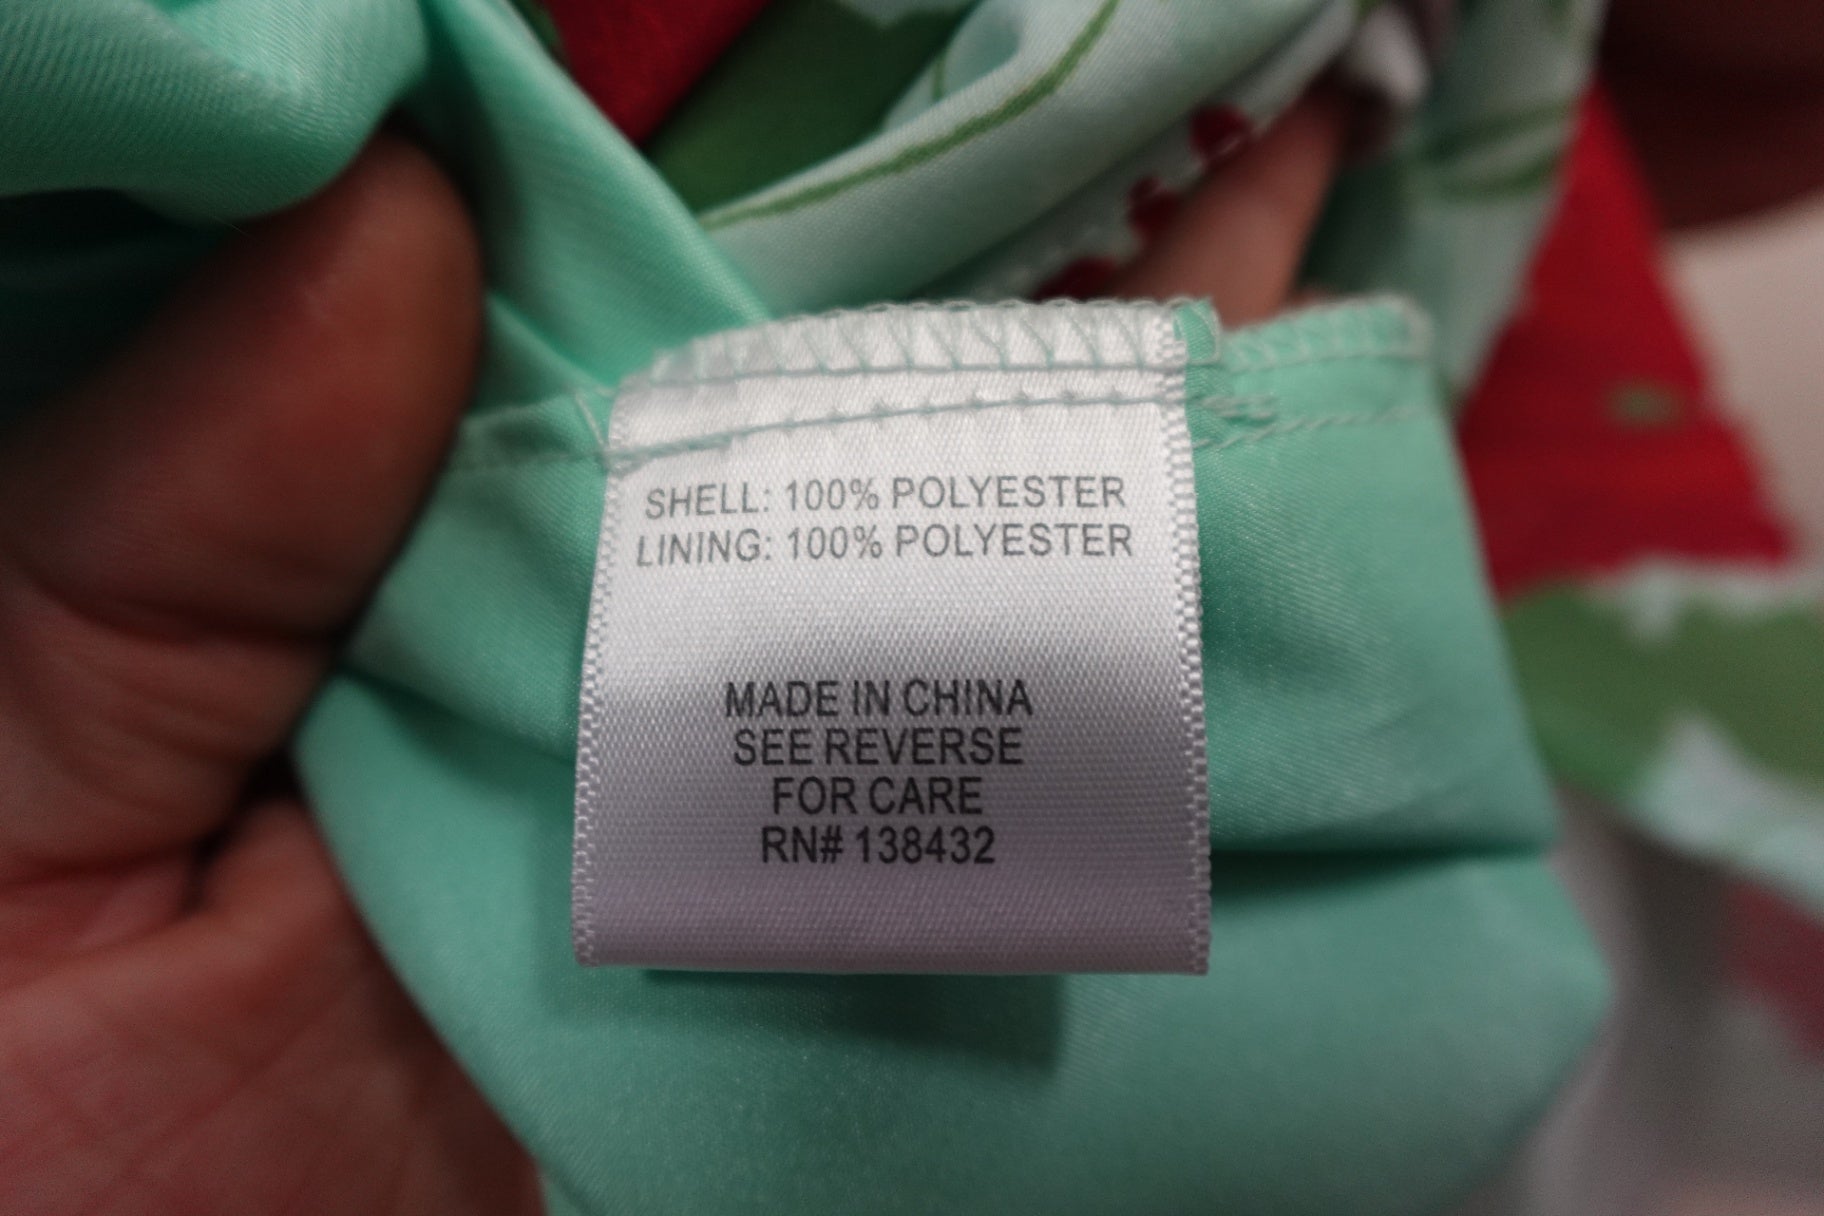 SHELL: 100% POLYESTER
LINING: 100% POLYESTER
MADE IN CHINA
SEE REVERSE
FOR CARE
RN# 138432